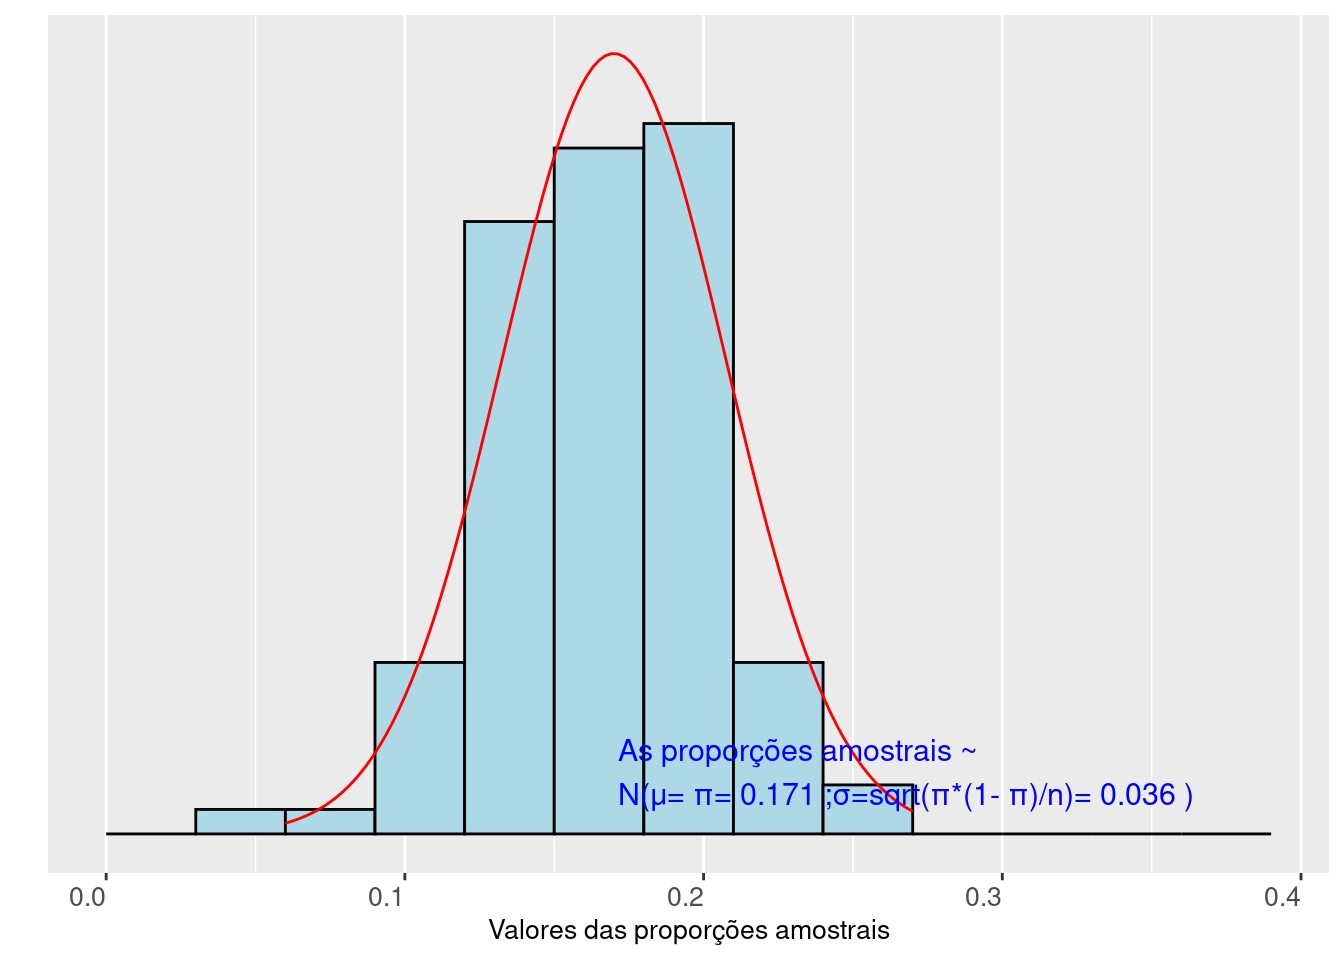 As proporções amostrais ~
N(μ= π= 0.171 ;σ=sqrt(π*(1- π)/n)= 0.036 )
0.0 0.1 0.2 0.3 0.4
Valores das proporções amostrais